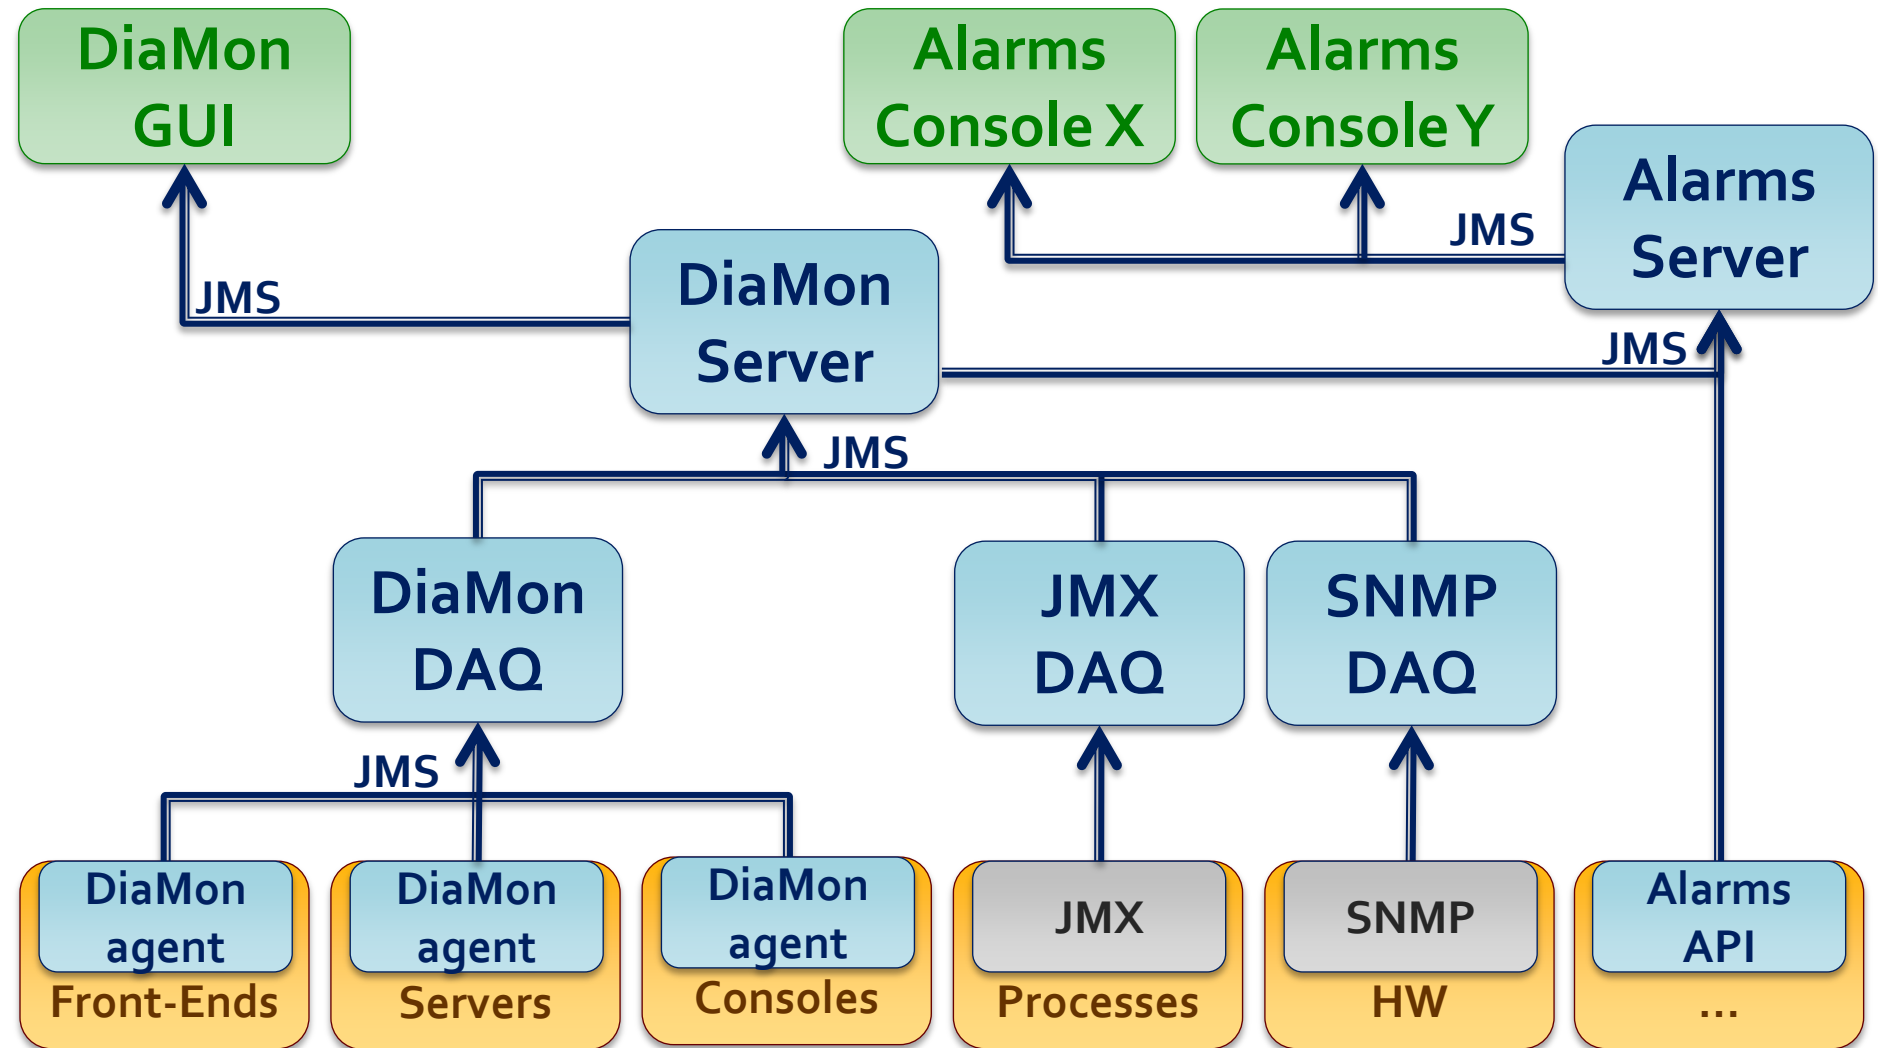 DiaMon
GUI
Alarms
Console X
Alarms
Console Y
Alarms
Server
JMS
DiaMon
Server
JMS
JMS
JMS
DiaMon
DAQ
JMX
DAQ
SNMP
DAQ
JMS
DiaMon
agent
Front-Ends
DiaMon
agent
Servers
DiaMon
agent
Consoles
JMX
Processes
SNMP
HW
Alarms
API
...